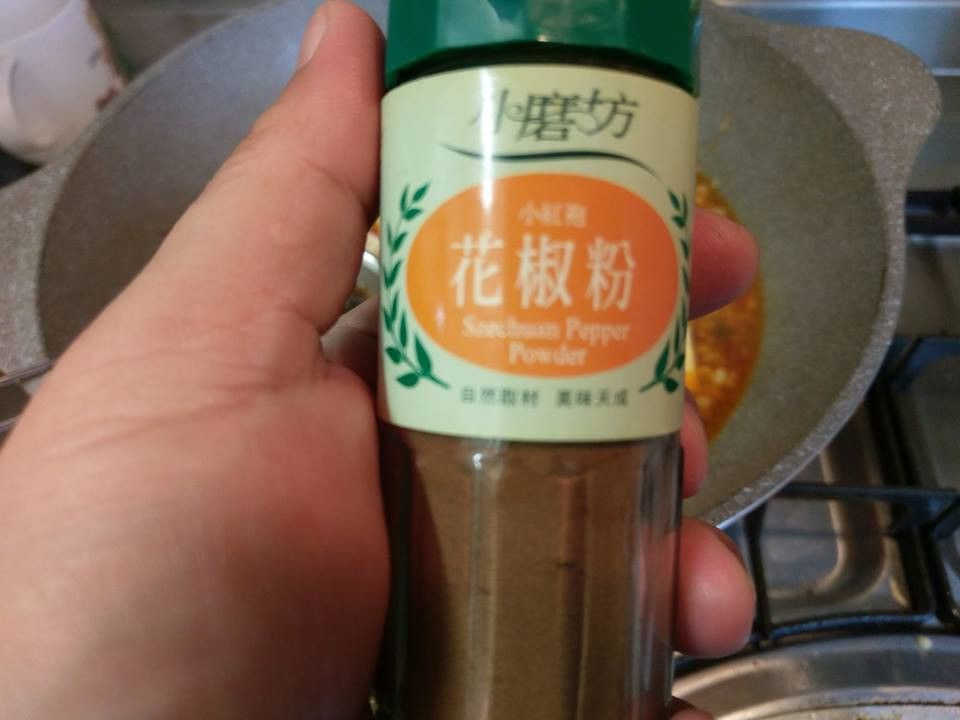 小磨坊
小紅袍
花椒粉
Szechuan Pepper
Powder
自然取材 美味天成